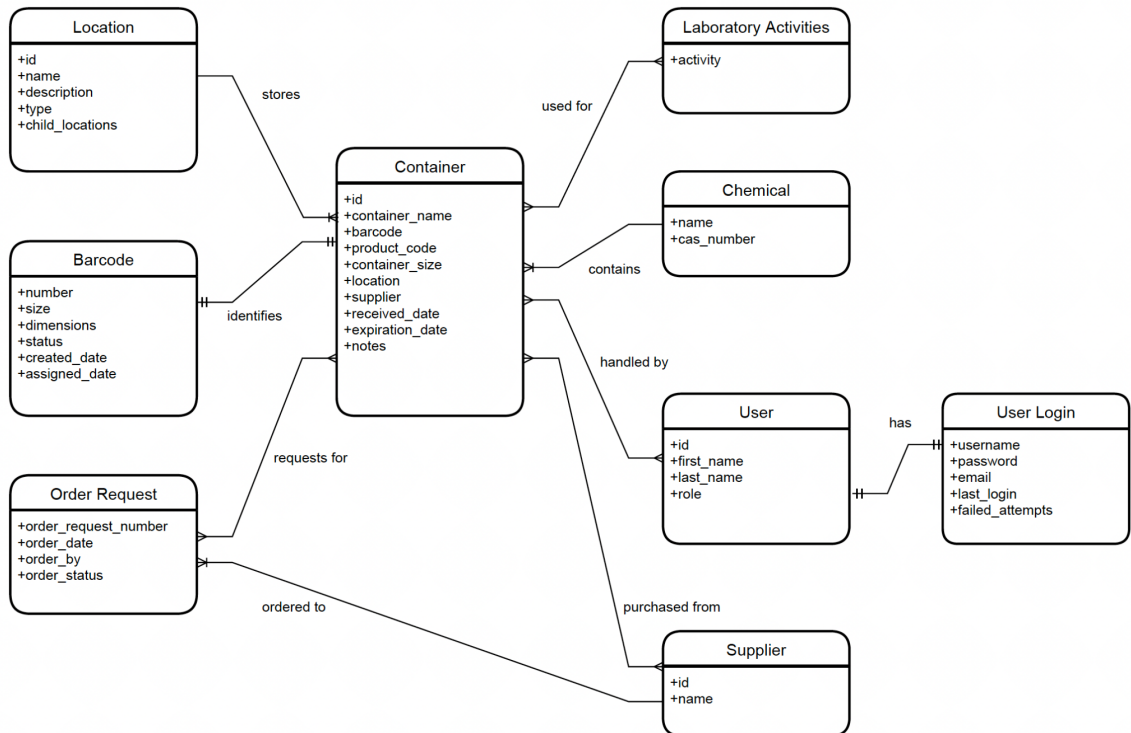 Location
+id
+name
+description
+type
+child_locations
stores
Barcode
+number
+size
+dimensions
+status
+created_date
+assigned_date
identifies
Order Request
+order_request_number
+order_date
+order_by
+order_status
requests for
ordered to
Container
+id
+container_name
+barcode
+product_code
+container_size
+location
+supplier
+received_date
+expiration_date
+notes
used for
contains
handled by
purchased from
Laboratory Activities
+activity
Chemical
+name
+cas_number
User
+id
+first_name
+last_name
+role
has
User Login
+username
+password
+email
+last_login
+failed_attempts
Supplier
+id
+name